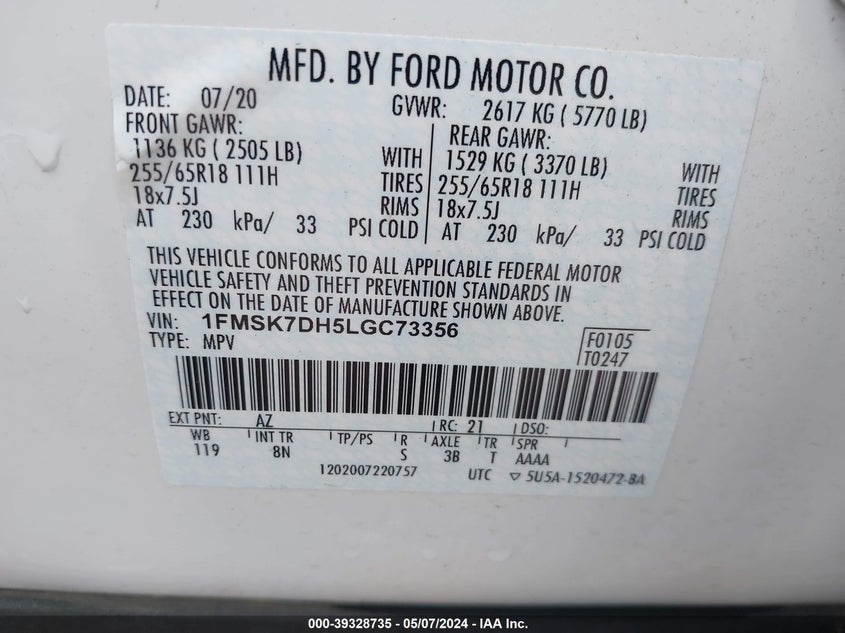 MFD. BY FORD MOTOR CO.
DATE: 07/20 GVWR: 2617 KG ( 5770 LB)
FRONT GAWR: REAR GAWR:
1136 KG ( 2505 LB) WITH 1529 KG ( 3370 LB) WITH
255/65R18 111H TIRES 255/65R18 111H TIRES
18x7.5J RIMS 18x7.5J RIMS
AT 230 kPa/ 33 PSI COLD AT 230 kPa/ 33 PSI COLD
THIS VEHICLE CONFORMS TO ALL APPLICABLE FEDERAL MOTOR
VEHICLE SAFETY AND THEFT PREVENTION STANDARDS IN
EFFECT ON THE DATE OF MANUFACTURE SHOWN ABOVE.
VIN: 1FMSK7DH5LGC73356 F0105
TYPE: MPV T0247
EXT PNT: AZ RC: 21 DSO:
WB INT TR TP/PS R AXLE TR SPR
119 8N S 3B T AAAA
1202007220757 UTC ▽ 5U5A-1520472-BA
000-39328735 - 05/07/2024 - IAA Inc.